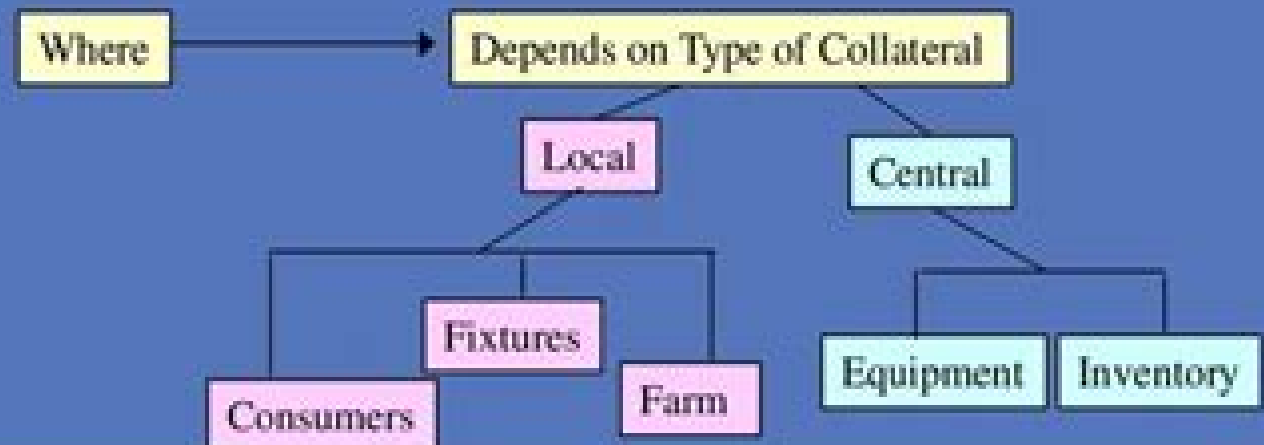 Where
Depends on Type of Collateral
Local
Central
Fixtures
Equipment
Inventory
Farm
Consumers